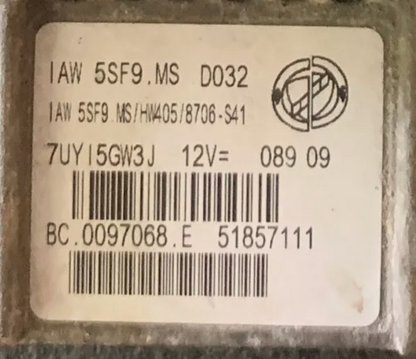 IAW 5SF9.MS D032
IAW 5SF9.MS/HW405/8706-S41
7UYI5GW3J 12V= 089 09
BC.0097068.E 51857111